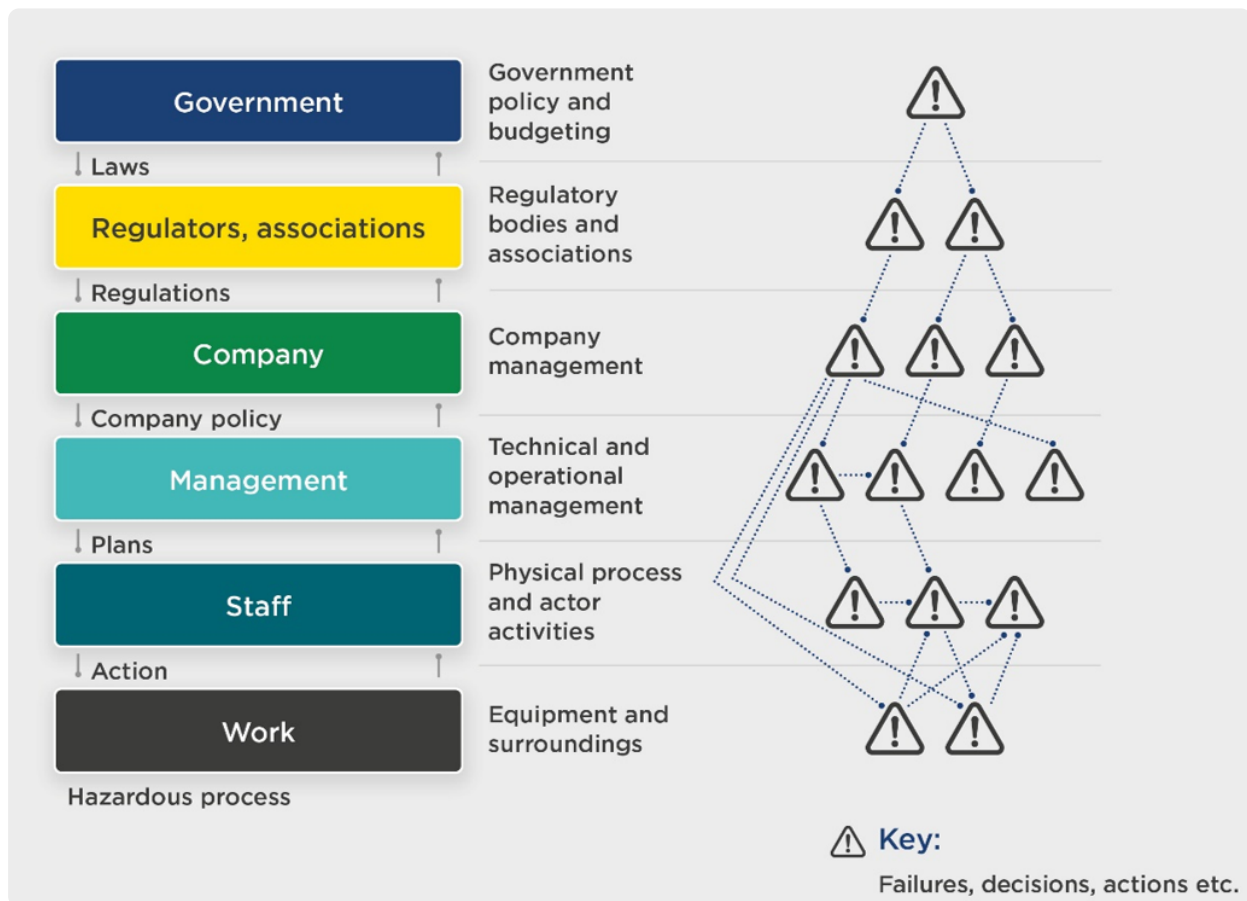 Government
Government
policy and
budgeting
Laws
Regulators, associations
Regulatory
bodies and
associations
Regulations
Company
Company
management
Company policy
Management
Technical and
operational
management
Plans
Staff
Physical process
and actor
activities
Action
Work
Equipment and
surroundings
Hazardous process
Key:
Failures, decisions, actions etc.